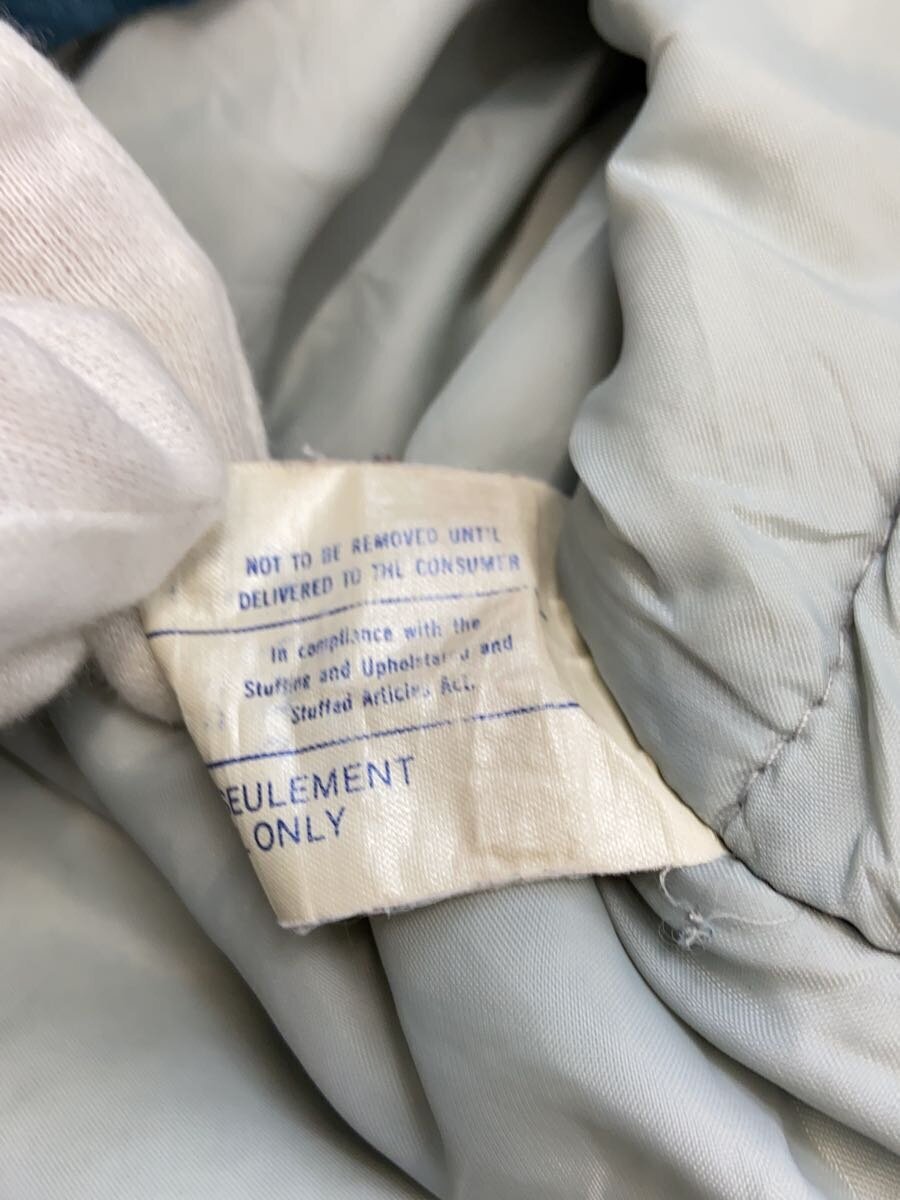 NOT TO BE REMOVED UNTIL
DELIVERED TO THE CONSUMER
In compliance with the
Stuffing and Upholstered and
Stuffed Articles Act.
SEULEMENT
ONLY